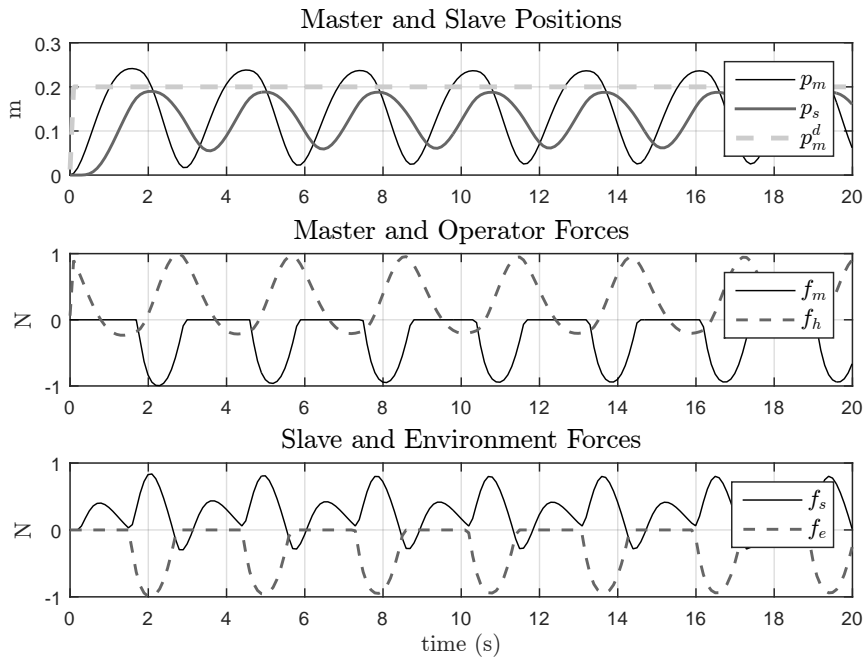 Master and Slave Positions
0.3
0.2
0.1
0
m
p_m
p_s
p_m^d
0 2 4 6 8 10 12 14 16 18 20
Master and Operator Forces
1
0
-1
N
f_m
f_h
0 2 4 6 8 10 12 14 16 18 20
Slave and Environment Forces
1
0
-1
N
f_s
f_e
0 2 4 6 8 10 12 14 16 18 20
time (s)